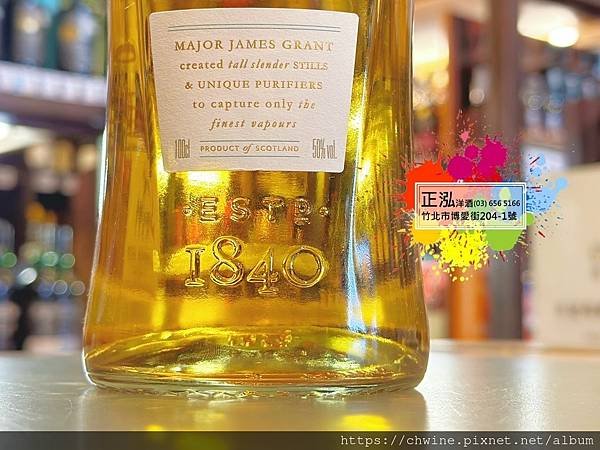 MAJOR JAMES GRANT
created tall slender STILLS
& UNIQUE PURIFIERS
to capture only the
finest vapours
100cl PRODUCT of SCOTLAND 50%vol.
·ESTD·
1840
正泓洋酒(03) 656 5166
竹北市博愛街204-1號
https://chwine.pixnet.net/album